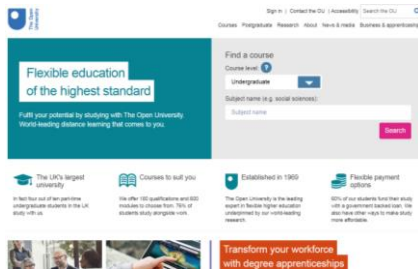 The Open
University
Sign in | Contact the OU | Accessibility Search the OU
Courses Postgraduate Research About News & media Business & apprenticeships
Flexible education
of the highest standard
Fulfil your potential by studying with The Open University.
World-leading distance learning that comes to you.
Find a course
Course level ?
Undergraduate
Subject name (e.g. social sciences)
Subject name
Search
The UK's largest
university
In fact four out of ten part-time
undergraduate students in the UK
study with us.
Courses to suit you
We offer 180 qualifications and 600
modules to choose from. 76% of
students study alongside work.
Established in 1969
The Open University is the leading
expert in flexible higher education
underpinned by our world-leading
research.
Flexible payment
options
60% of our students fund their study
with a government backed loan. We
also have other ways to make study
more affordable.
Transform your workforce
with degree apprenticeships